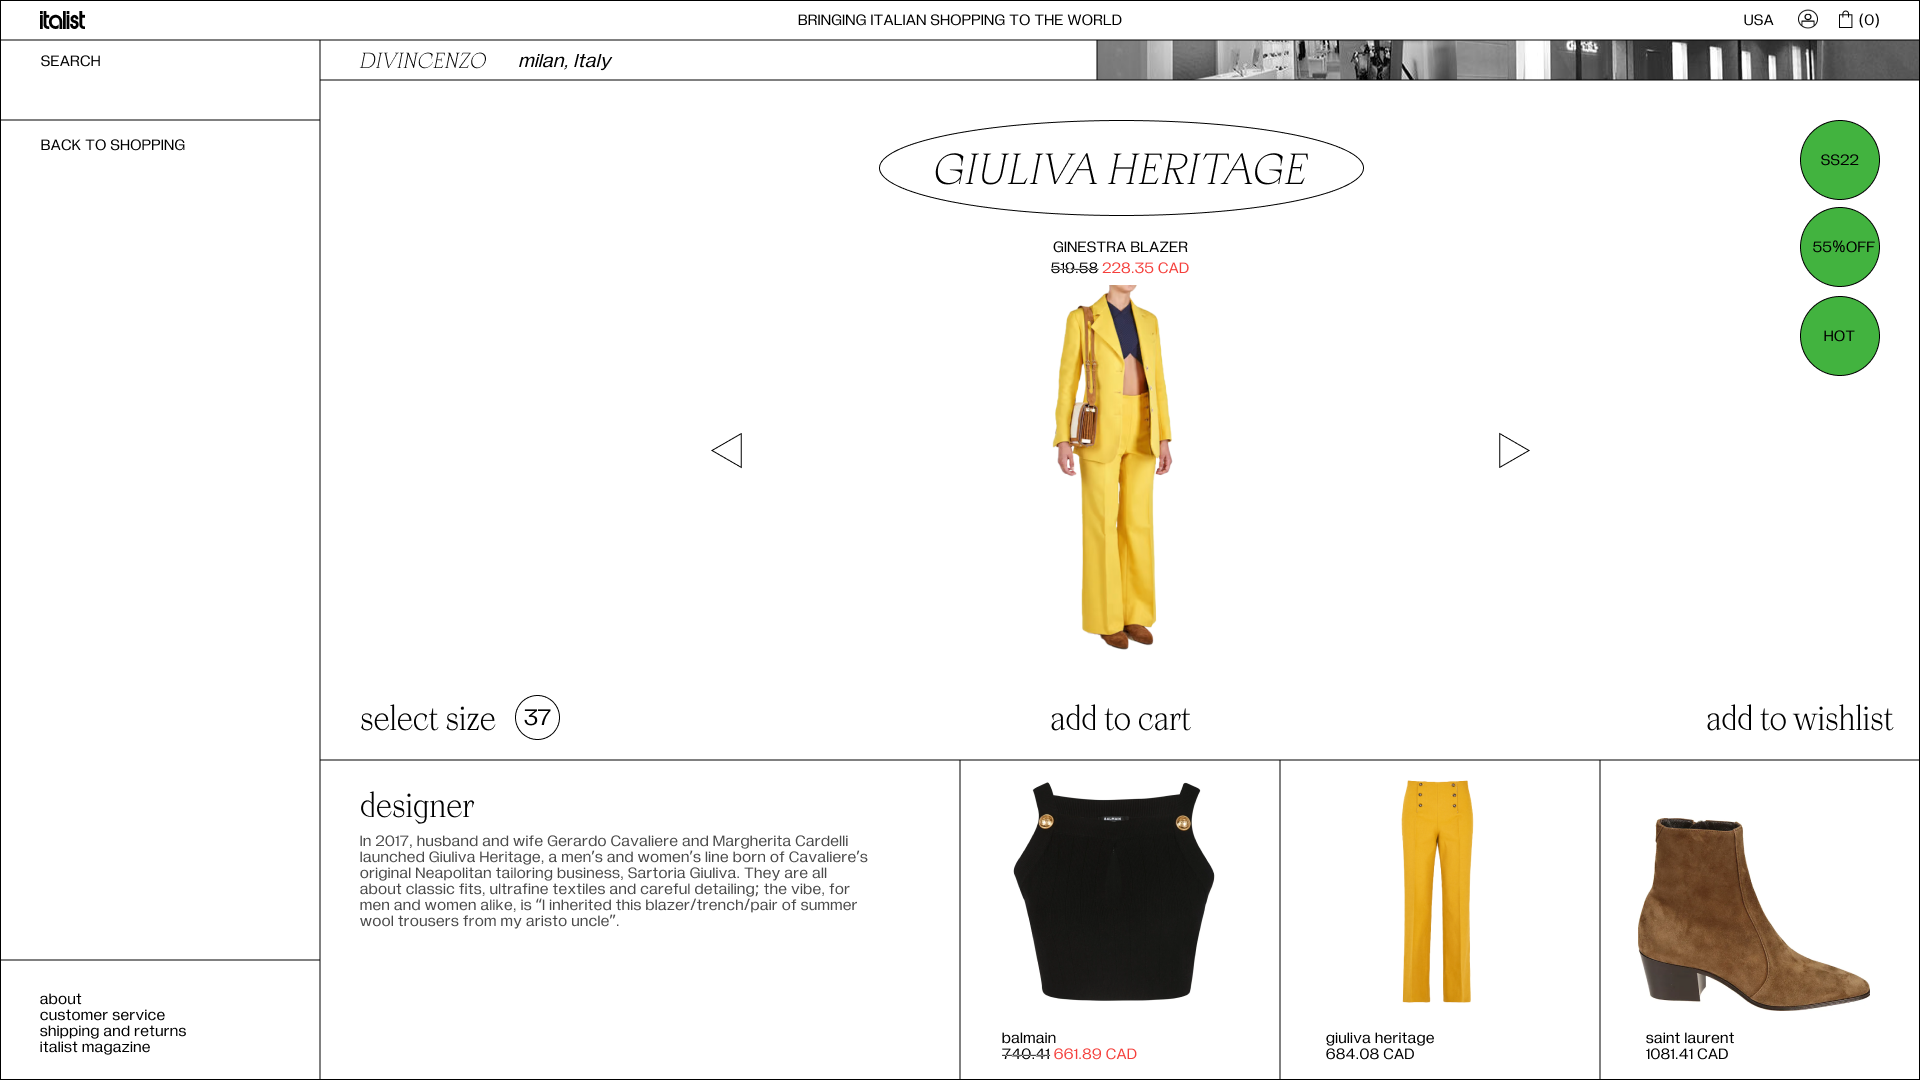 italist
BRINGING ITALIAN SHOPPING TO THE WORLD
USA
(0)
SEARCH
DIVINCENZO
milan, Italy
BACK TO SHOPPING
GIULIVA HERITAGE
SS22
55%OFF
HOT
GINESTRA BLAZER
510.58 228.35 CAD
select size
37
add to cart
add to wishlist
designer
In 2017, husband and wife Gerardo Cavaliere and Margherita Cardelli
launched Giuliva Heritage, a men's and women's line born of Cavaliere's
original Neapolitan tailoring business, Sartoria Giuliva. They are all
about classic fits, ultrafine textiles and careful detailing; the vibe, for
men and women alike, is “I inherited this blazer/trench/pair of summer
wool trousers from my aristo uncle”.
BALMAIN
balmain
740.41 661.89 CAD
giuliva heritage
684.08 CAD
saint laurent
1081.41 CAD
about
customer service
shipping and returns
italist magazine